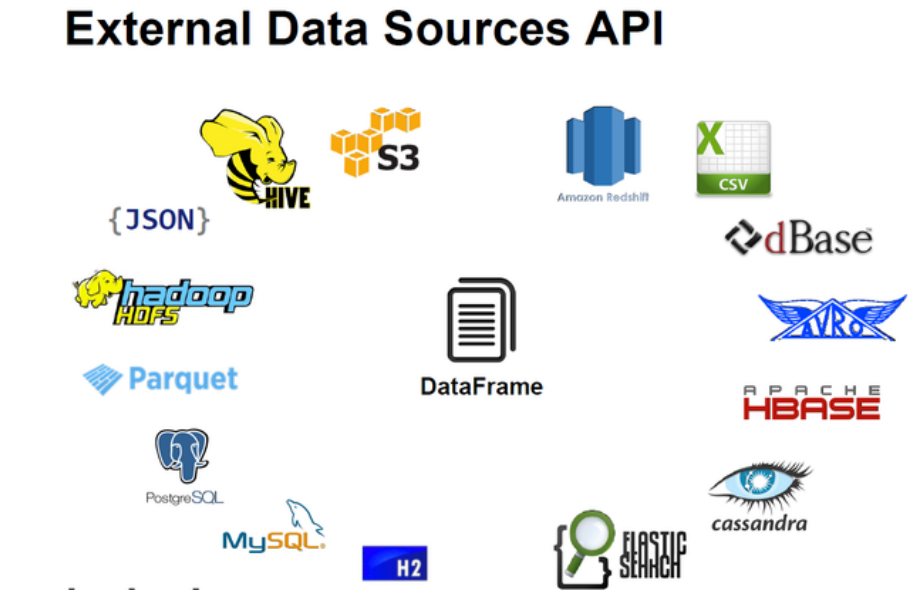 External Data Sources API
HIVE
S3
Amazon Redshift
X
CSV
{JSON}
dBase
hadoop
HDFS
AVRO
DataFrame
Parquet
APACHE
HBASE
PostgreSQL
cassandra
MySQL.
H2
ELASTIC
SEARCH